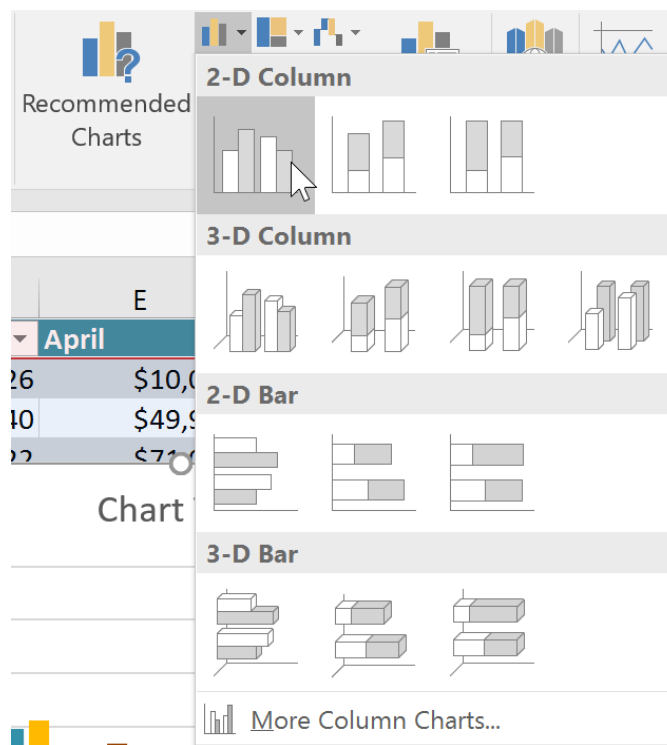 Recommended
Charts
2-D Column
3-D Column
E
April
26 $10,0
40 $49,9
2-D Bar
Chart
3-D Bar
More Column Charts...